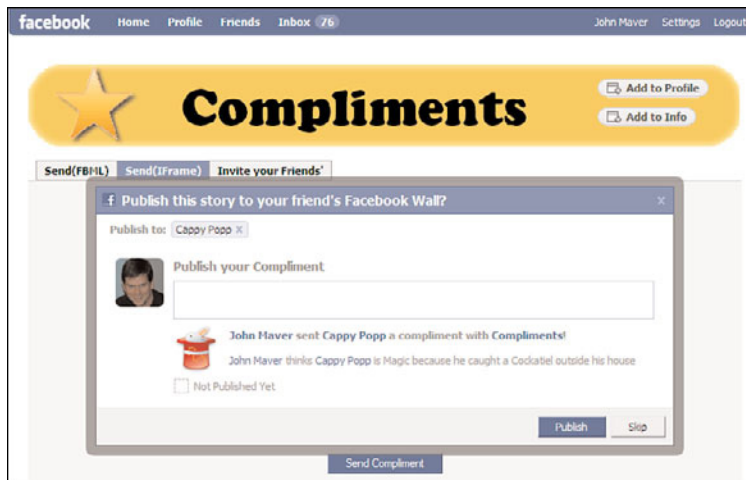 facebook Home Profile Friends Inbox 76 John Maver Settings Logout
Compliments
Add to Profile
Add to Info
Send(FBML) Send(IFrame) Invite your Friends'
f Publish this story to your friend's Facebook Wall? x
Publish to: Cappy Popp x
Publish your Compliment
John Maver sent Cappy Popp a compliment with Compliments!
John Maver thinks Cappy Popp is Magic because he caught a Cockatiel outside his house
Not Published Yet
Publish Skip
Send Compliment